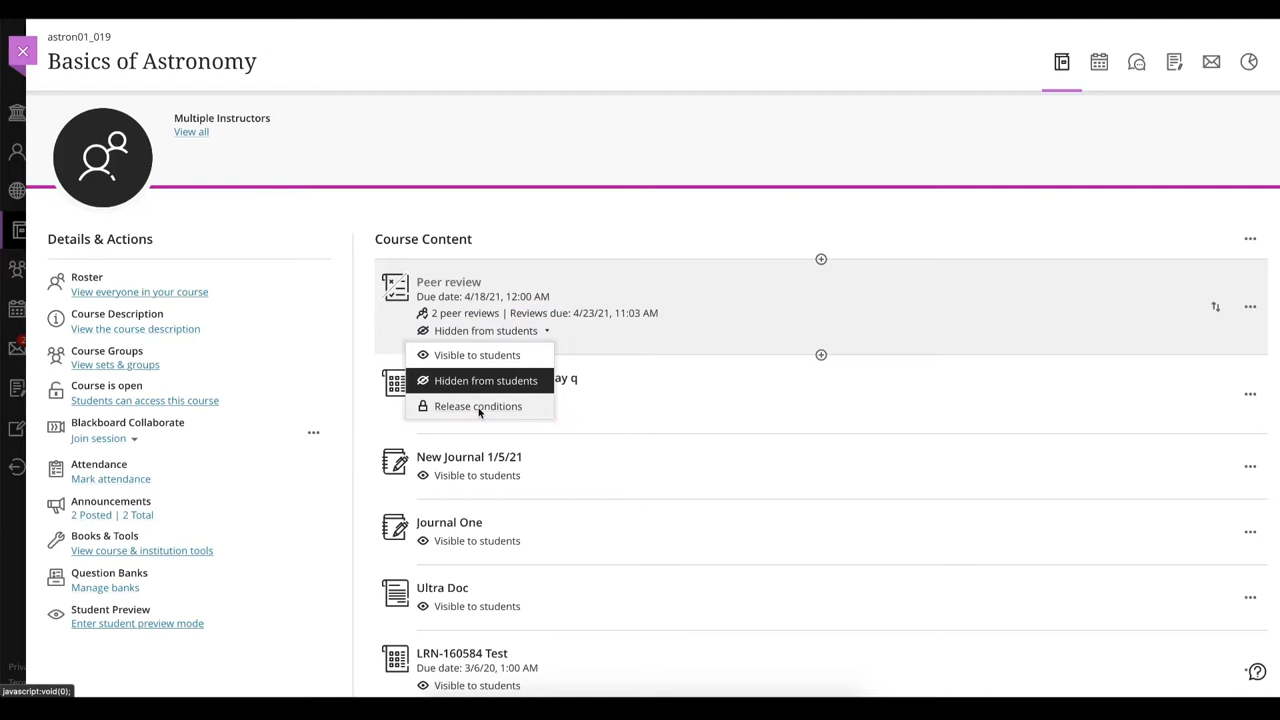 astron01_019
Basics of Astronomy
Multiple Instructors
View all
Details & Actions
Roster
View everyone in your course
Course Description
View the course description
Course Groups
View sets & groups
Course is open
Students can access this course
Blackboard Collaborate
Join session
Attendance
Mark attendance
Announcements
2 Posted | 2 Total
Books & Tools
View course & institution tools
Question Banks
Manage banks
Student Preview
Enter student preview mode
Course Content
Peer review
Due date: 4/18/21, 12:00 AM
2 peer reviews | Reviews due: 4/23/21, 11:03 AM
Hidden from students
Visible to students
Hidden from students
Release conditions
ay q
New Journal 1/5/21
Visible to students
Journal One
Visible to students
Ultra Doc
Visible to students
LRN-160584 Test
Due date: 3/6/20, 1:00 AM
Visible to students
Priva
javascript:void(0);